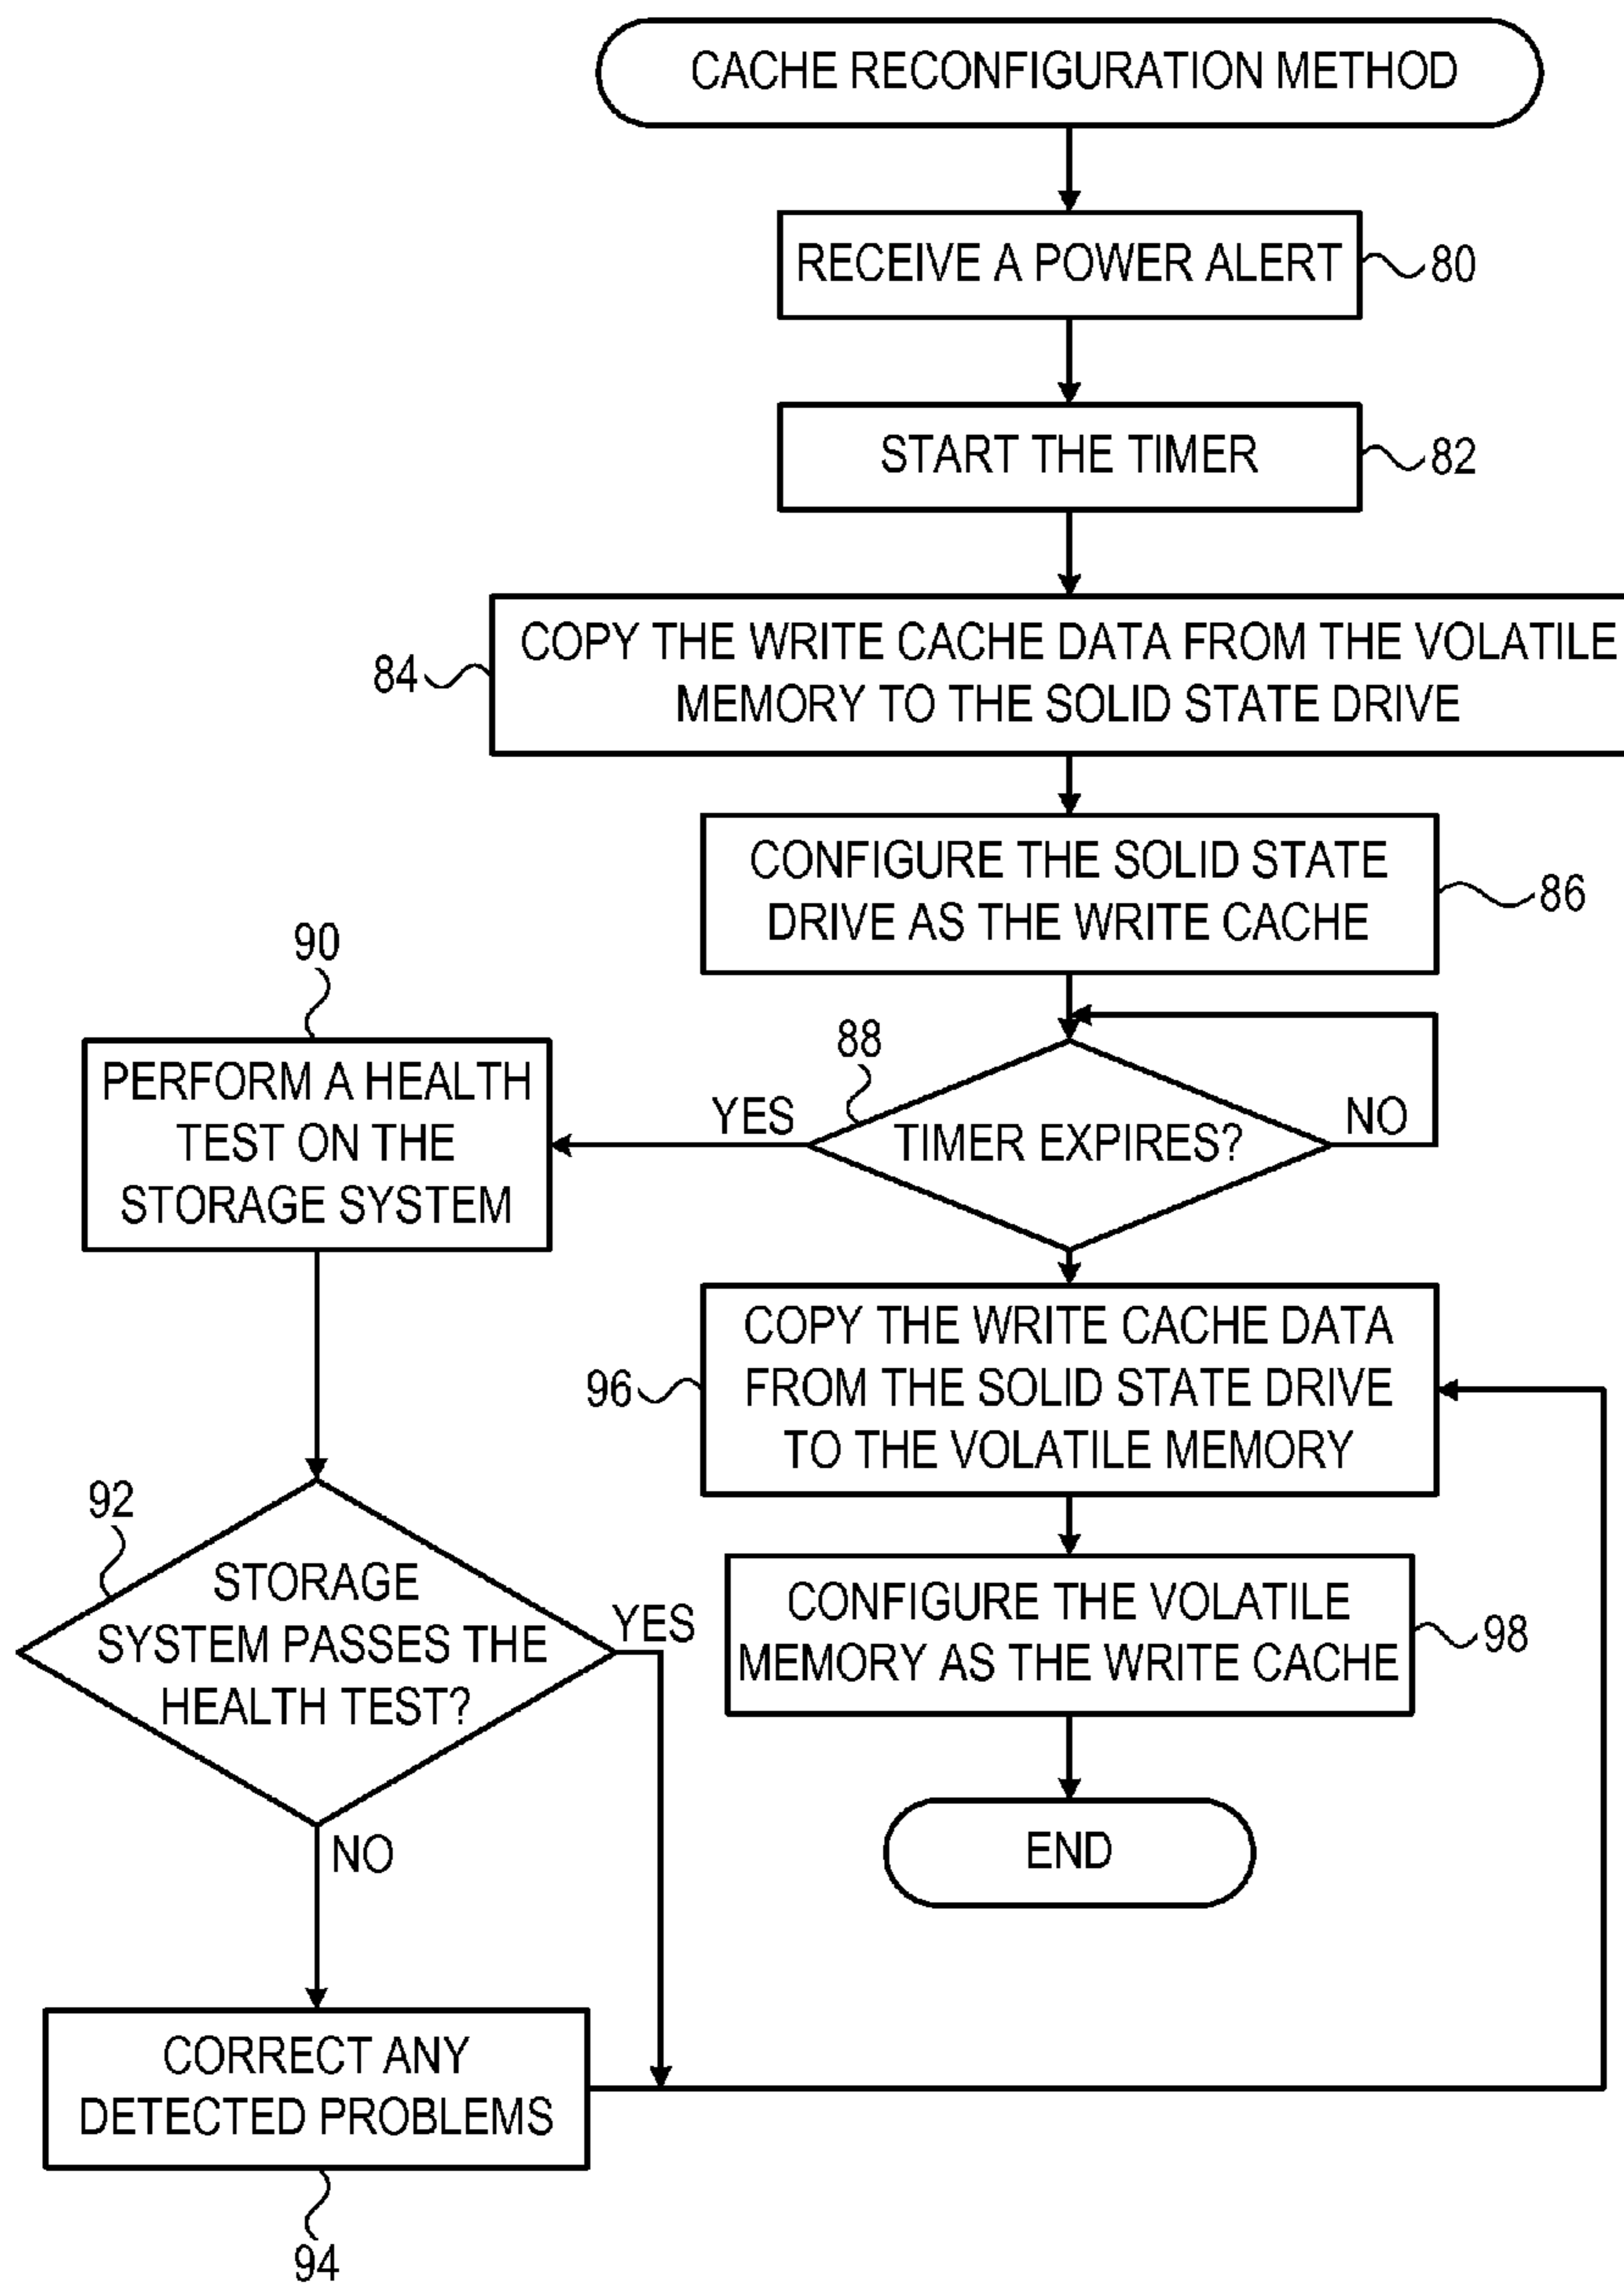 CACHE RECONFIGURATION METHOD
RECEIVE A POWER ALERT
80
START THE TIMER
82
COPY THE WRITE CACHE DATA FROM THE VOLATILE
MEMORY TO THE SOLID STATE DRIVE
84
CONFIGURE THE SOLID STATE
DRIVE AS THE WRITE CACHE
86
88
TIMER EXPIRES?
YES
NO
90
PERFORM A HEALTH
TEST ON THE
STORAGE SYSTEM
92
STORAGE
SYSTEM PASSES THE
HEALTH TEST?
YES
NO
CORRECT ANY
DETECTED PROBLEMS
94
96
COPY THE WRITE CACHE DATA
FROM THE SOLID STATE DRIVE
TO THE VOLATILE MEMORY
CONFIGURE THE VOLATILE
MEMORY AS THE WRITE CACHE
98
END